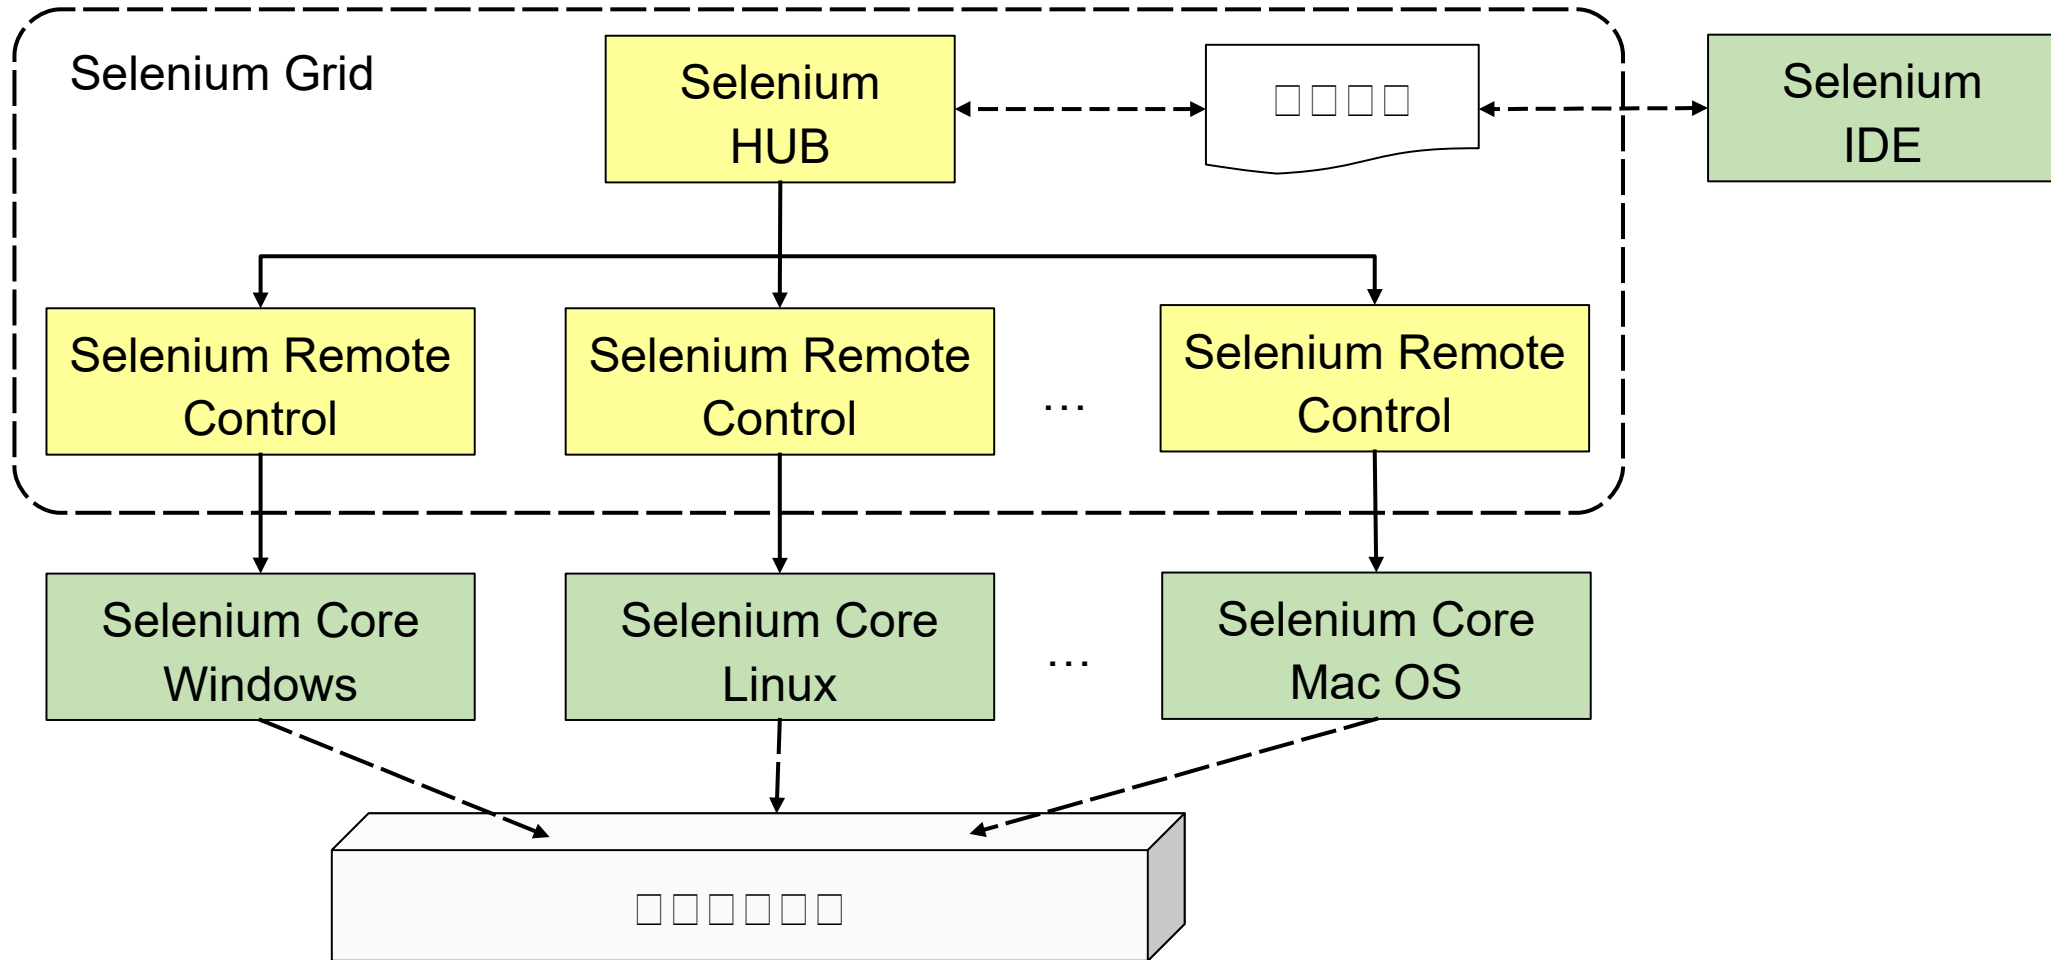 Selenium Grid
Selenium
HUB
Selenium
IDE
Selenium Remote
Control
Selenium Remote
Control
...
Selenium Remote
Control
Selenium Core
Windows
Selenium Core
Linux
...
Selenium Core
Mac OS